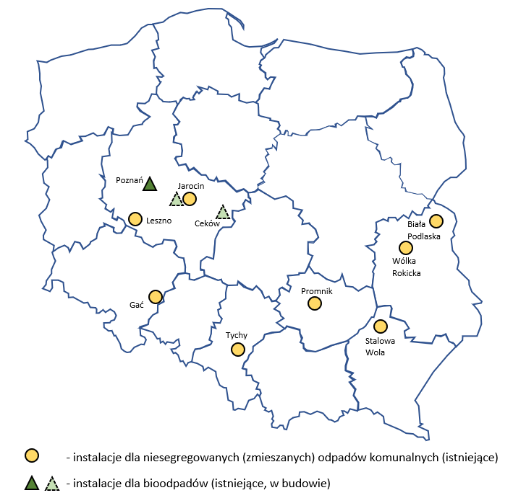 Poznań
Jarocin
Leszno
Ceków
Biała
Podlaska
Wólka
Rokicka
Gać
Promnik
Tychy
Stalowa
Wola
- instalacje dla niesegregowanych (zmieszanych) odpadów komunalnych (istniejące)
- instalacje dla bioodpadów (istniejące, w budowie)